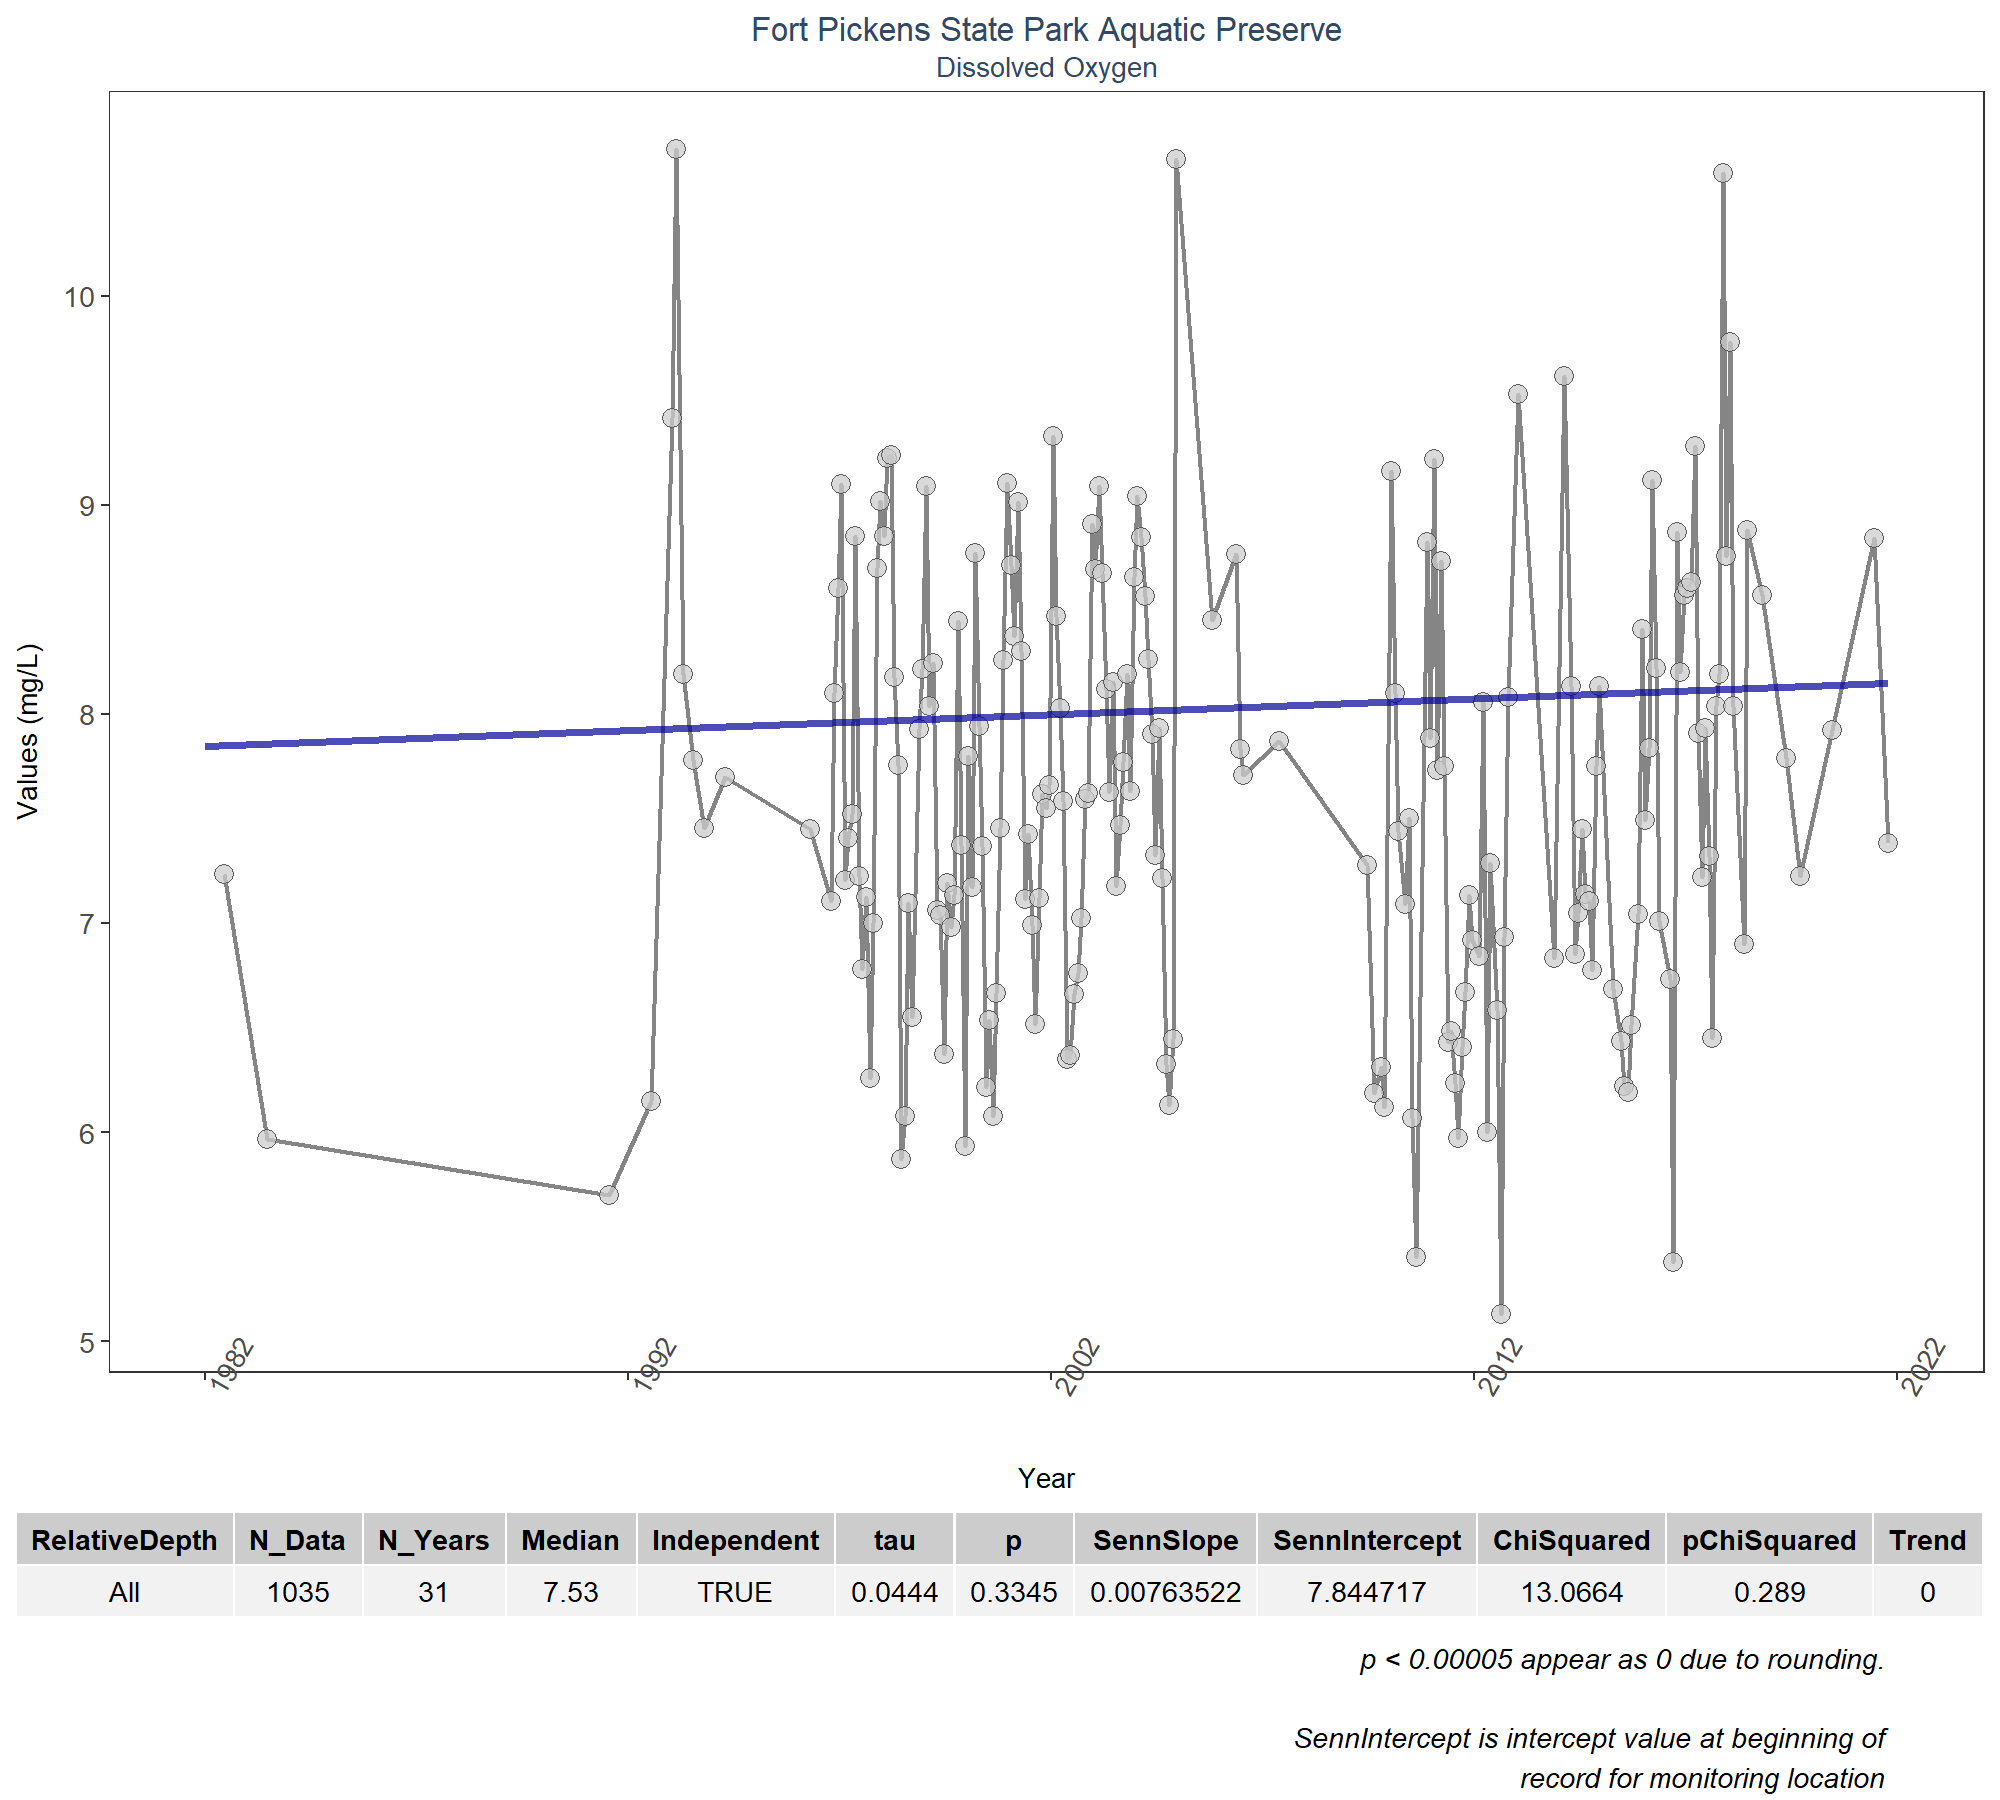 Fort Pickens State Park Aquatic Preserve
Dissolved Oxygen
Values (mg/L)
10
9
8
7
6
5
1982
1992
2002
2012
2022
Year
RelativeDepth N_Data N_Years Median Independent tau p SennSlope SennIntercept ChiSquared pChiSquared Trend
All 1035 31 7.53 TRUE 0.0444 0.3345 0.00763522 7.844717 13.0664 0.289 0
p < 0.00005 appear as 0 due to rounding.
SennIntercept is intercept value at beginning of
record for monitoring location